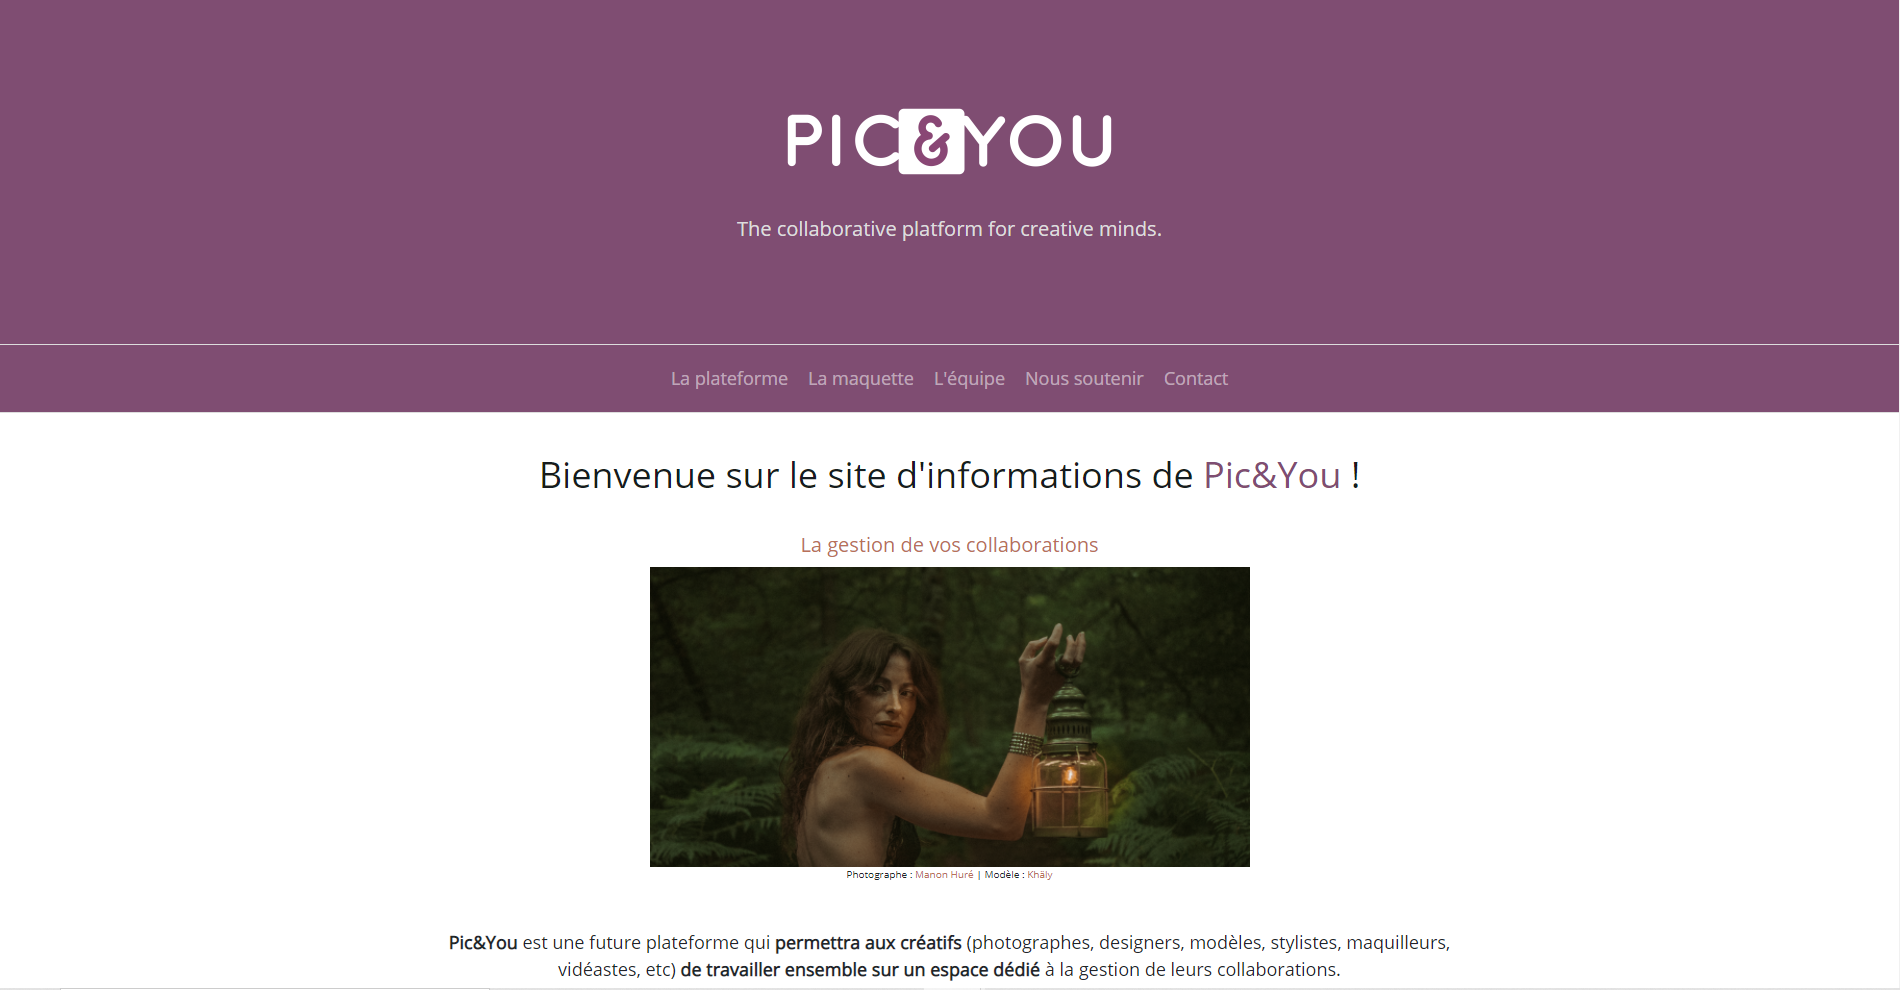 PIC&YOU
The collaborative platform for creative minds.
La plateforme La maquette L'équipe Nous soutenir Contact
Bienvenue sur le site d'informations de Pic&You !
La gestion de vos collaborations
Photographe : Manon Huré | Modèle : Khàly
Pic&You est une future plateforme qui permettra aux créatifs (photographes, designers, modèles, stylistes, maquilleurs,
vidéastes, etc) de travailler ensemble sur un espace dédié à la gestion de leurs collaborations.